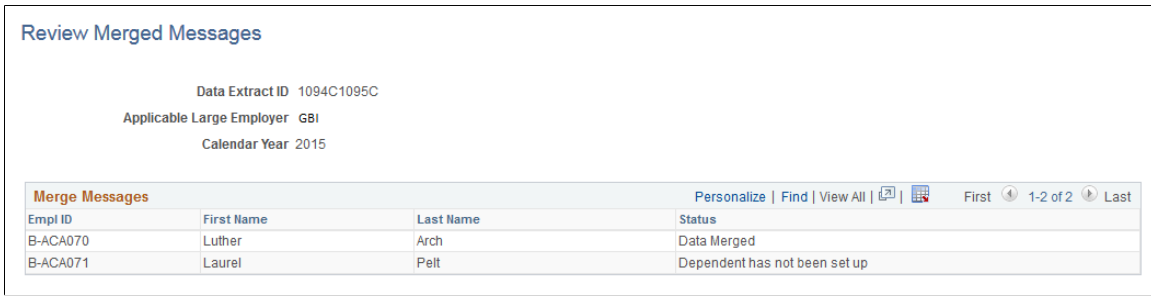 Review Merged Messages
Data Extract ID 1094C1095C
Applicable Large Employer GBI
Calendar Year 2015
Merge Messages Personalize | Find | View All | | First 1-2 of 2 Last
Empl ID First Name Last Name Status
B-ACA070 Luther Arch Data Merged
B-ACA071 Laurel Pelt Dependent has not been set up